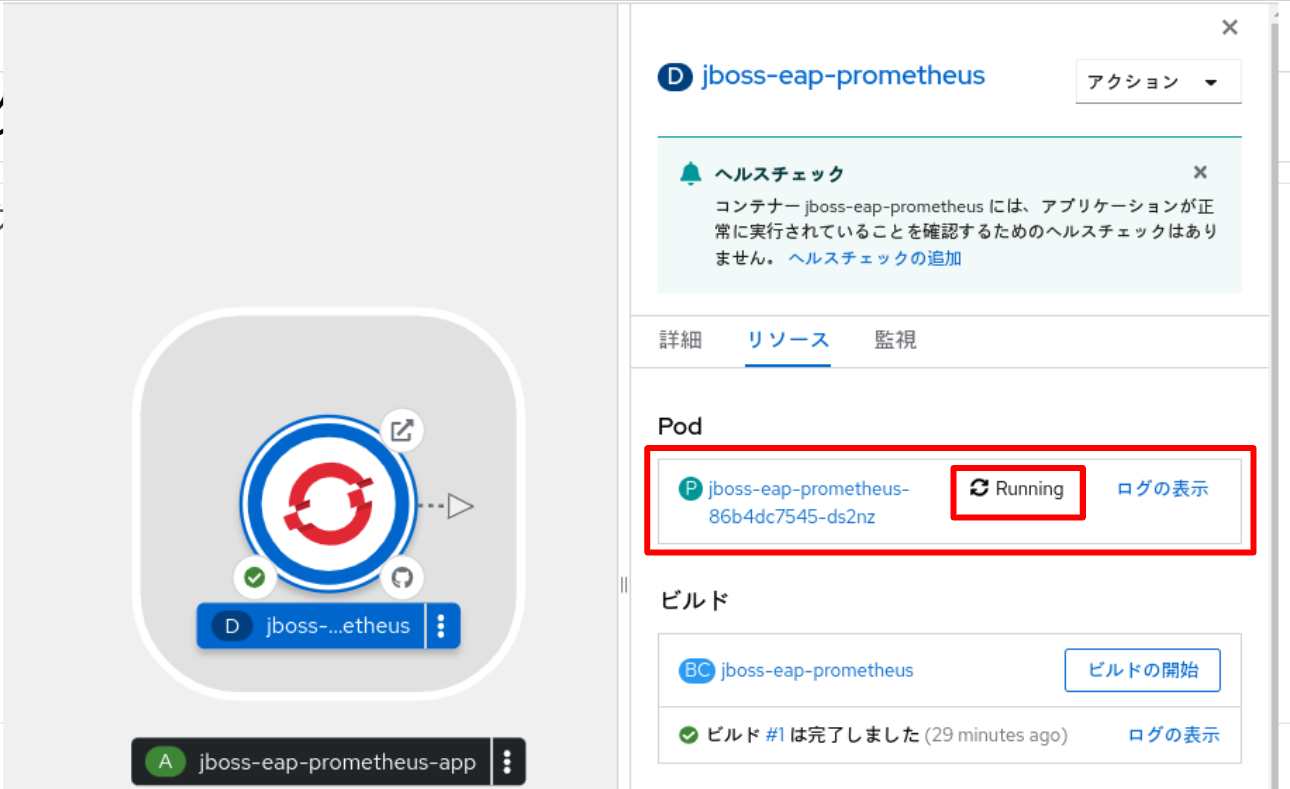 D jboss-eap-prometheus
アクション
ヘルスチェック
コンテナー jboss-eap-prometheus には、アプリケーションが正
常に実行されていることを確認するためのヘルスチェックはあり
ません。 ヘルスチェックの追加
詳細 リソース 監視
Pod
P jboss-eap-prometheus-
86b4dc7545-ds2nz
Running
ログの表示
ビルド
BC jboss-eap-prometheus
ビルドの開始
ビルド #1 は完了しました (29 minutes ago)
ログの表示
D jboss-...etheus
A jboss-eap-prometheus-app